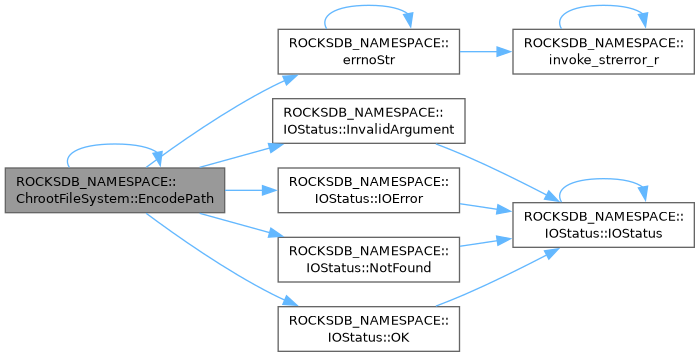 ROCKSDB_NAMESPACE::
ChrootFileSystem::EncodePath
ROCKSDB_NAMESPACE::
errnoStr
ROCKSDB_NAMESPACE::
invoke_strerror_r
ROCKSDB_NAMESPACE::
IOStatus::InvalidArgument
ROCKSDB_NAMESPACE::
IOStatus::IOError
ROCKSDB_NAMESPACE::
IOStatus::NotFound
ROCKSDB_NAMESPACE::
IOStatus::OK
ROCKSDB_NAMESPACE::
IOStatus::IOStatus